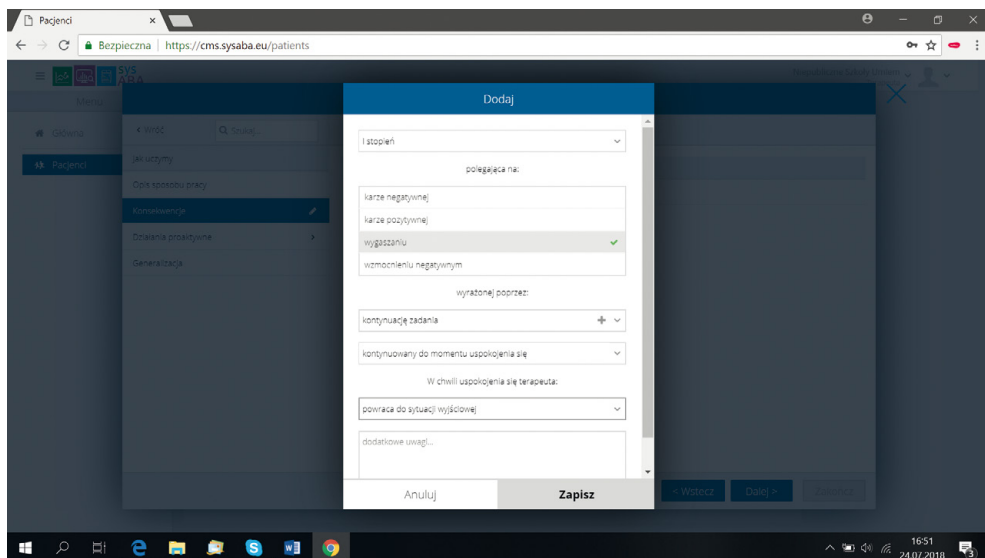 Pacjenci
Bezpieczna | https://cms.sysaba.eu/patients
SYS
ABA
Menu
Główna
Pacjenci
< Wróć
Szukaj...
Jak uczymy
Opis sposobu pracy
Konsekwencje
Działania proaktywne
Generalizacja
Dodaj
I stopień
polegająca na:
karze negatywnej
karze pozytywnej
wygaszaniu
wzmocnieniu negatywnym
wyrażonej poprzez:
kontynuację zadania
kontynuowany do momentu uspokojenia się
W chwili uspokojenia się terapeuta:
powraca do sytuacji wyjściowej
dodatkowe uwagi...
Anuluj
Zapisz
< Wstecz
Dalej >
16:51
24.07.2018